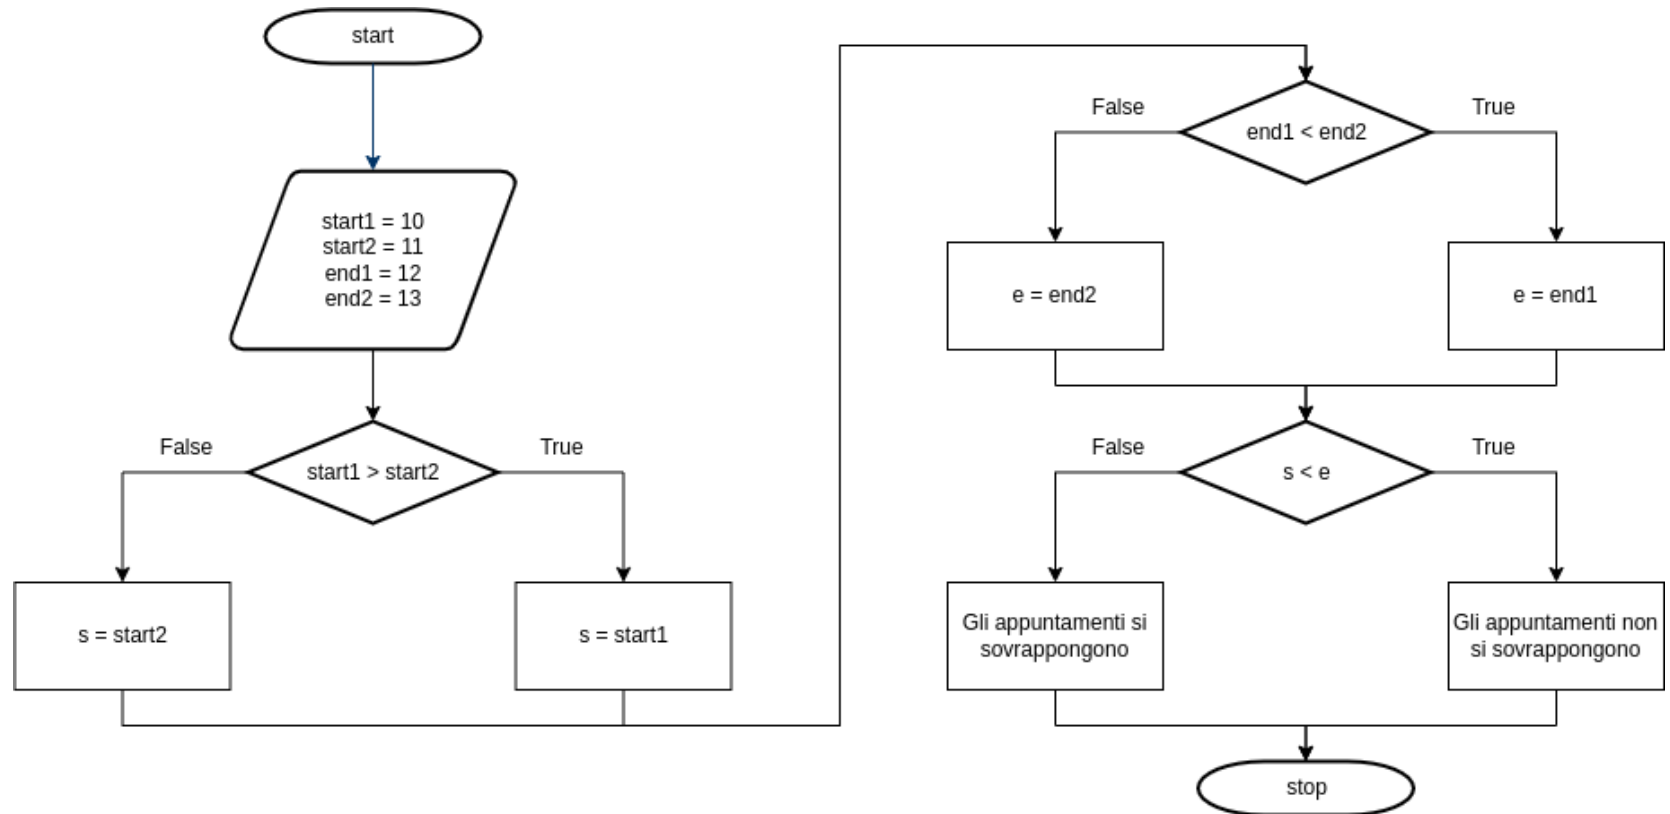 start
start1 = 10
start2 = 11
end1 = 12
end2 = 13
False
True
start1 > start2
s = start2
s = start1
False
True
end1 < end2
e = end2
e = end1
False
True
s < e
Gli appuntamenti si
sovrappongono
Gli appuntamenti non
si sovrappongono
stop